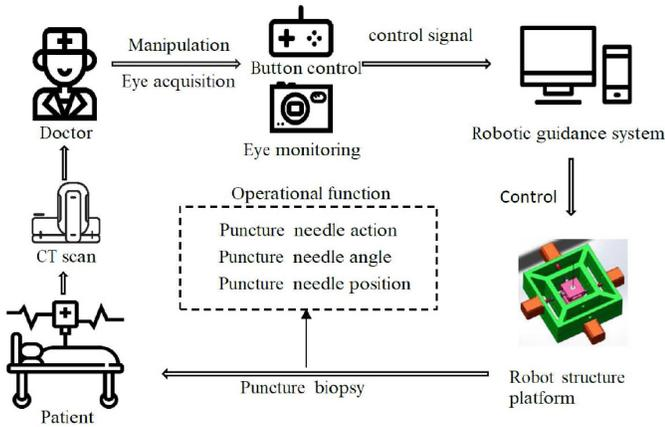 Manipulation
Eye acquisition
Button control
control signal
Doctor
Eye monitoring
Robotic guidance system
Operational function
Control
Puncture needle action
Puncture needle angle
Puncture needle position
CT scan
Puncture biopsy
Robot structure
platform
Patient